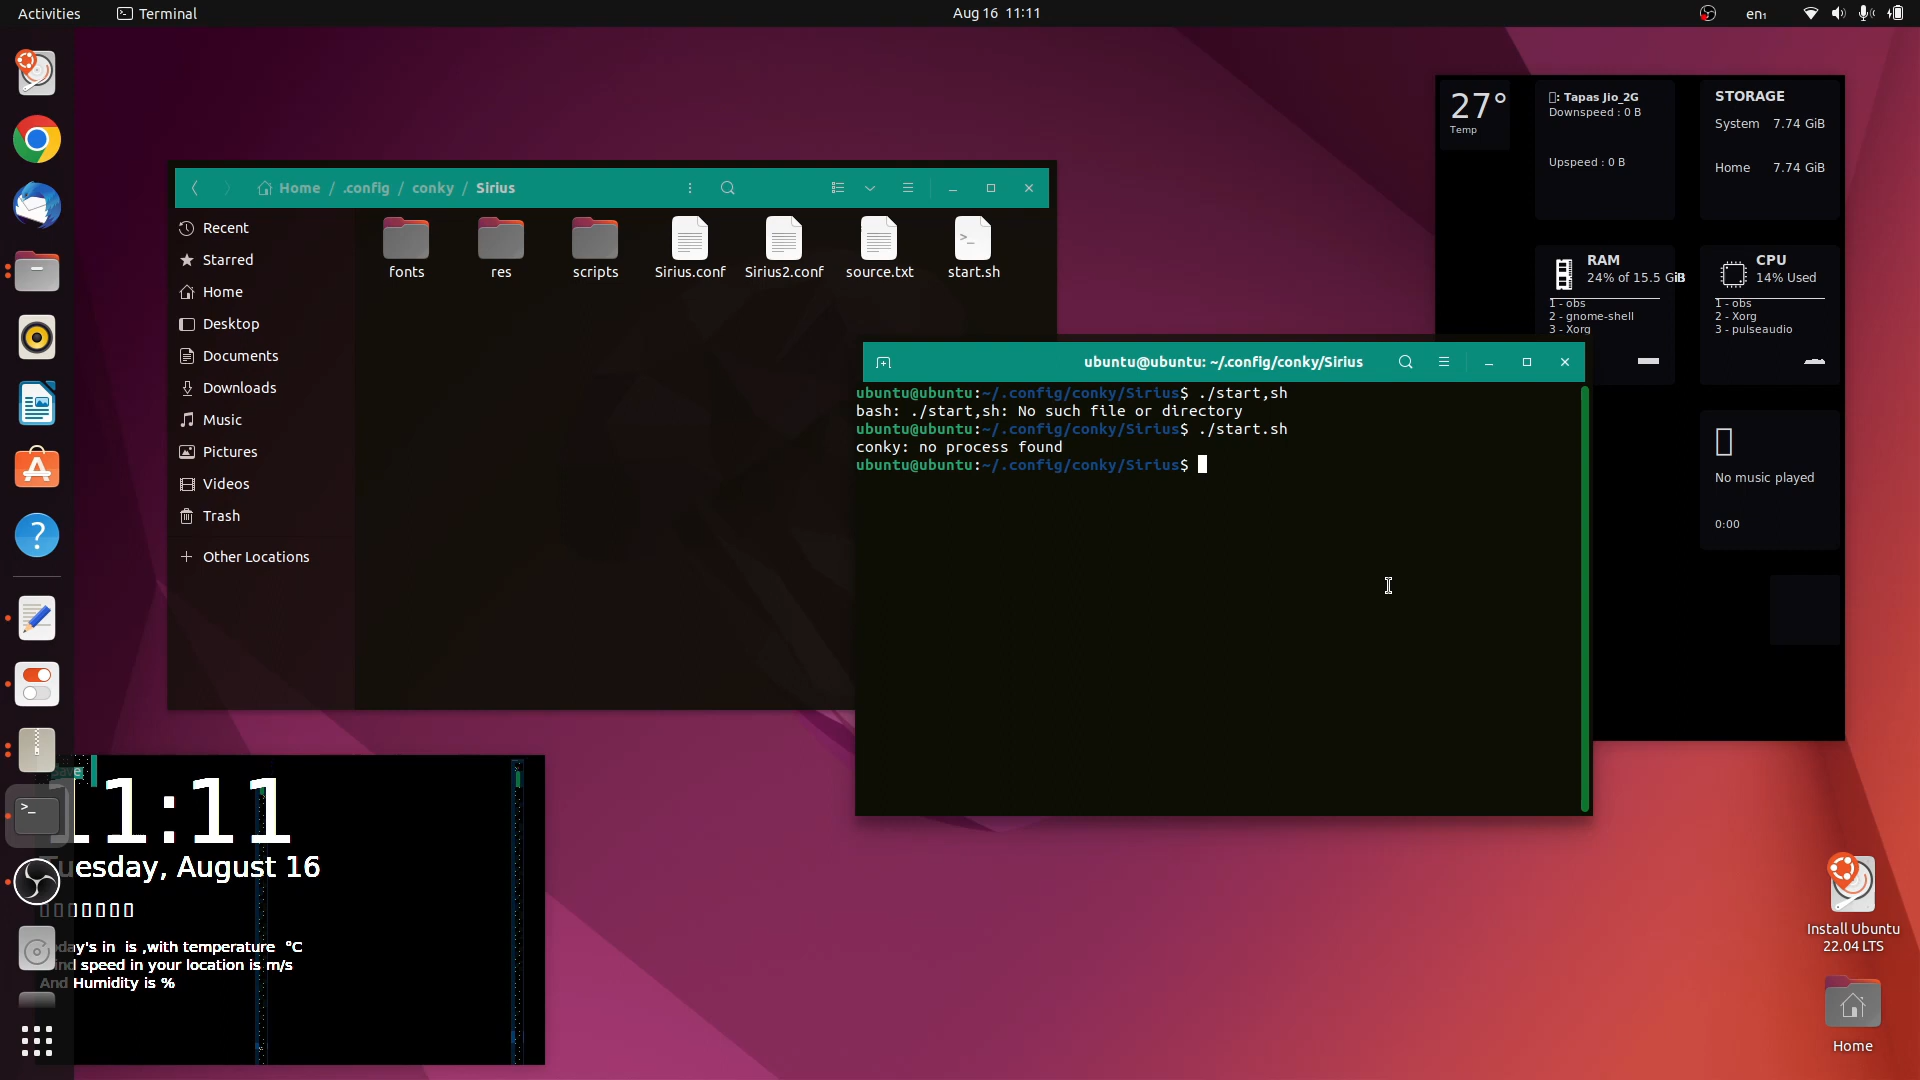 Activities
Terminal
Aug 16 11:11
en₁
Home / .config / conky / Sirius
Recent
Starred
Home
Desktop
Documents
Downloads
Music
Pictures
Videos
Trash
Other Locations
fonts
res
scripts
Sirius.conf
Sirius2.conf
source.txt
start.sh
ubuntu@ubuntu: ~/.config/conky/Sirius
ubuntu@ubuntu:~/.config/conky/Sirius$ ./start,sh
bash: ./start,sh: No such file or directory
ubuntu@ubuntu:~/.config/conky/Sirius$ ./start.sh
conky: no process found
ubuntu@ubuntu:~/.config/conky/Sirius$
27°
Temp
: Tapas Jio_2G
Downspeed : 0 B
Upspeed : 0 B
STORAGE
System 7.74 GiB
Home 7.74 GiB
RAM
24% of 15.5 GiB
1 - obs
2 - gnome-shell
3 - Xorg
CPU
14% Used
1 - obs
2 - Xorg
3 - pulseaudio
No music played
0:00
11:11
Tuesday, August 16
in is ,with temperature °C
speed in your location is m/s
And Humidity is %
Install Ubuntu
22.04 LTS
Home